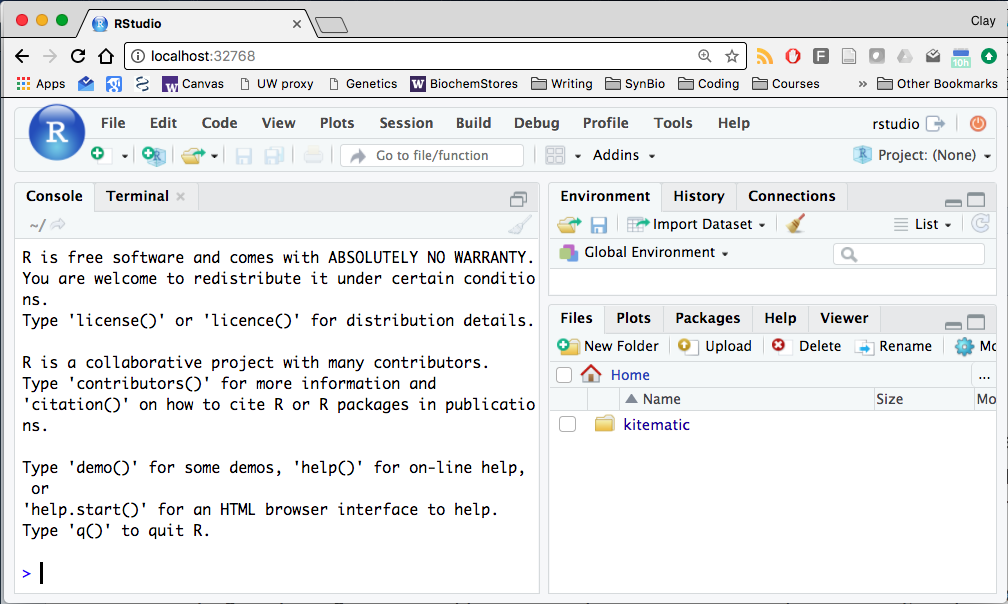 RStudio
Clay
localhost:32768
10h
Apps
Canvas
UW proxy
Genetics
BiochemStores
Writing
SynBio
Coding
Courses
»
Other Bookmarks
R
File Edit Code View Plots Session Build Debug Profile Tools Help
rstudio
Go to file/function
Addins
Project: (None)
Console Terminal
~/
R is free software and comes with ABSOLUTELY NO WARRANTY.
You are welcome to redistribute it under certain conditio
ns.
Type 'license()' or 'licence()' for distribution details.
R is a collaborative project with many contributors.
Type 'contributors()' for more information and
'citation()' on how to cite R or R packages in publicatio
ns.
Type 'demo()' for some demos, 'help()' for on-line help,
or
'help.start()' for an HTML browser interface to help.
Type 'q()' to quit R.
>
Environment History Connections
Import Dataset
List
Global Environment
Files Plots Packages Help Viewer
New Folder Upload Delete Rename Mo
Home
...
Name Size Mo
kitematic